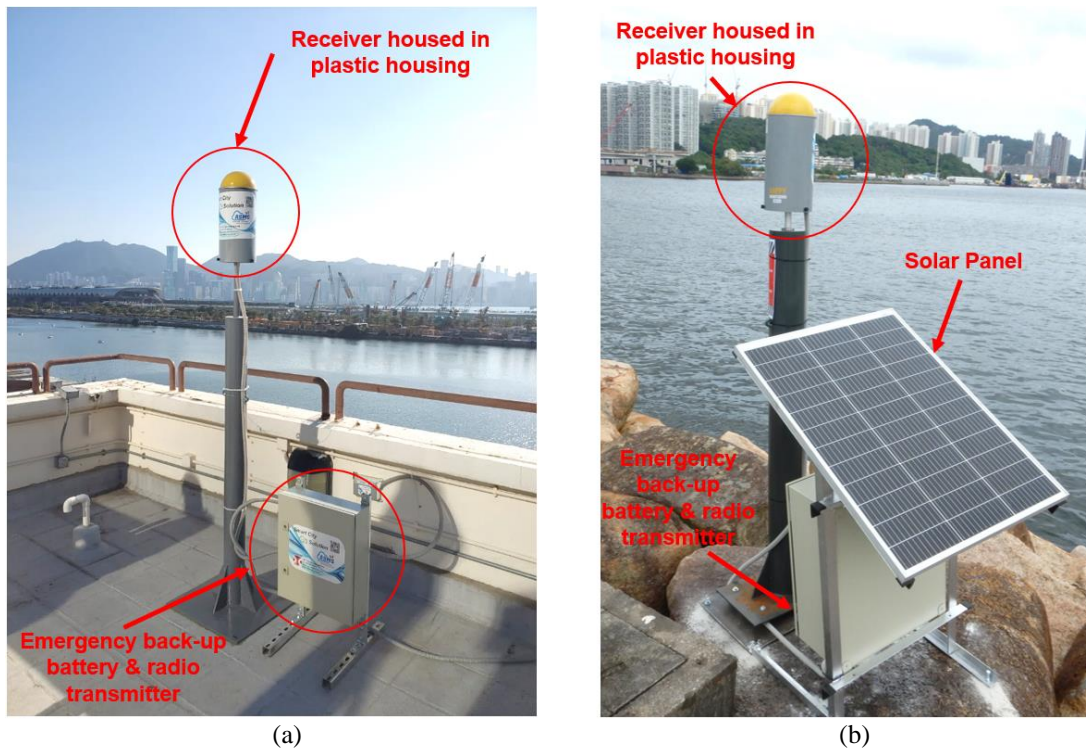 Receiver housed in
plastic housing
Emergency back-up
battery & radio
transmitter
(a)
Receiver housed in
plastic housing
Solar Panel
Emergency
back-up
battery & radio
transmitter
(b)